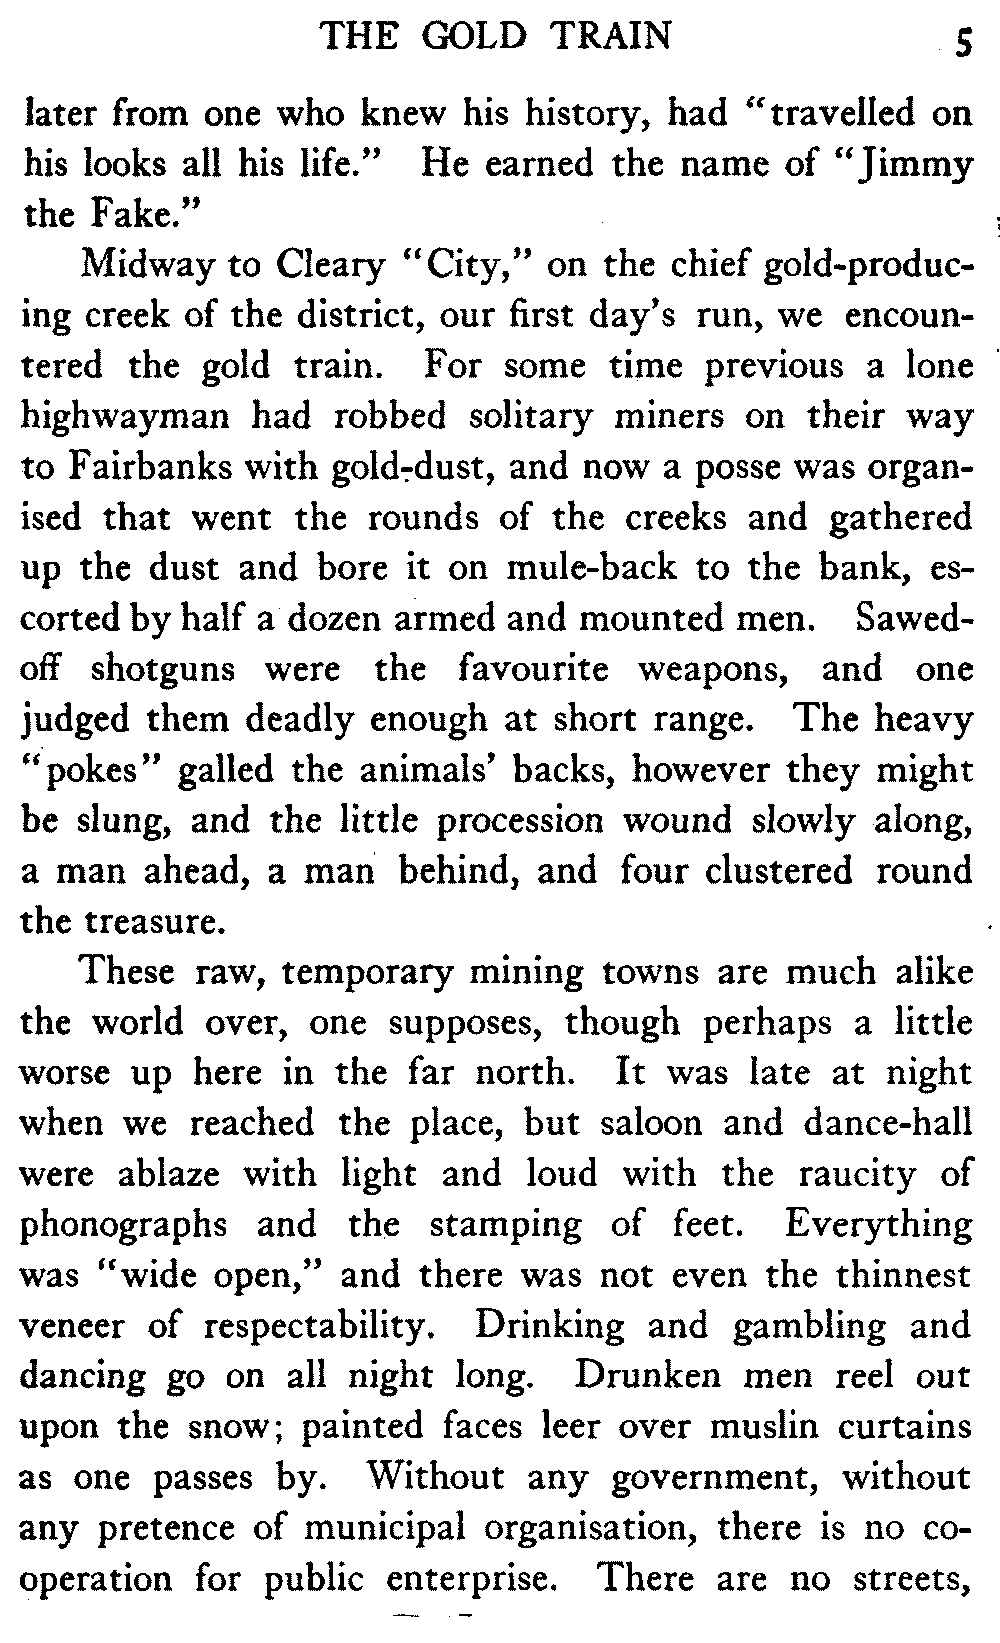 THE GOLD TRAIN 5
later from one who knew his history, had "travelled on
his looks all his life." He earned the name of "Jimmy
the Fake."
Midway to Cleary "City," on the chief gold-produc-
ing creek of the district, our first day's run, we encoun-
tered the gold train. For some time previous a lone
highwayman had robbed solitary miners on their way
to Fairbanks with gold-dust, and now a posse was organ-
ised that went the rounds of the creeks and gathered
up the dust and bore it on mule-back to the bank, es-
corted by half a dozen armed and mounted men. Sawed-
off shotguns were the favourite weapons, and one
judged them deadly enough at short range. The heavy
"pokes" galled the animals' backs, however they might
be slung, and the little procession wound slowly along,
a man ahead, a man behind, and four clustered round
the treasure.
These raw, temporary mining towns are much alike
the world over, one supposes, though perhaps a little
worse up here in the far north. It was late at night
when we reached the place, but saloon and dance-hall
were ablaze with light and loud with the raucity of
phonographs and the stamping of feet. Everything
was "wide open," and there was not even the thinnest
veneer of respectability. Drinking and gambling and
dancing go on all night long. Drunken men reel out
upon the snow; painted faces leer over muslin curtains
as one passes by. Without any government, without
any pretence of municipal organisation, there is no co-
operation for public enterprise. There are no streets,